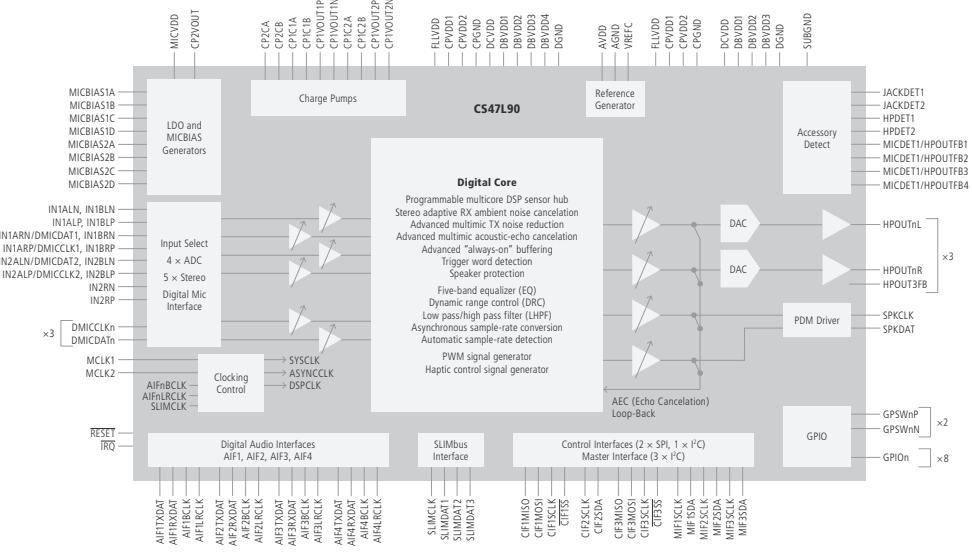 MICVDD
CP2VOUT
CP2CA
CP2CB
CP1C1A
CP1C1B
CP1VOUT1P
CP1VOUT1N
CP1C2A
CP1C2B
CP1VOUT2P
CP1VOUT2N
FLLVDD
CPVDD1
CPVDD2
CPGND
DCVDD
DBVDD1
DBVDD2
DBVDD3
DBVDD4
DGND
AVDD
AGND
VREFC
FLLVDD
CPVDD1
CPVDD2
CPGND
DCVDD
DBVDD1
DBVDD2
DBVDD3
DGND
SUBGND
CS47L90
MICBIAS1A
MICBIAS1B
MICBIAS1C
MICBIAS1D
MICBIAS2A
MICBIAS2B
MICBIAS2C
MICBIAS2D
LDO and
MICBIAS
Generators
Charge Pumps
Reference
Generator
Accessory
Detect
JACKDET1
JACKDET2
HPDET1
HPDET2
MICDET1/HPOUTFB1
MICDET1/HPOUTFB2
MICDET1/HPOUTFB3
MICDET1/HPOUTFB4
IN1ALN, IN1BLN
IN1ALP, IN1BLP
IN1ARN/DMICDAT1, IN1BRN
IN1ARP/DMICCLK1, IN1BRP
IN2ALN/DMICDAT2, IN2BLN
IN2ALP/DMICCLK2, IN2BLP
IN2RN
IN2RP
×3
DMICCLKn
DMICDATn
Input Select
4 × ADC
5 × Stereo
Digital Mic
Interface
Digital Core
Programmable multicore DSP sensor hub
Stereo adaptive RX ambient noise cancelation
Advanced multimic TX noise reduction
Advanced multimic acoustic-echo cancelation
Advanced "always-on" buffering
Trigger word detection
Speaker protection
Five-band equalizer (EQ)
Dynamic range control (DRC)
Low pass/high pass filter (LHPF)
Asynchronous sample-rate conversion
Automatic sample-rate detection
PWM signal generator
Haptic control signal generator
DAC
DAC
HPOUTnL
HPOUTnR
HPOUT3FB
×3
PDM Driver
SPKCLK
SPKDAT
AEC (Echo Cancelation)
Loop-Back
MCLK1
MCLK2
AIFnBCLK
AIFnLRCLK
SLIMCLK
Clocking
Control
SYSCLK
ASYNCCLK
DSPCLK
RESET
IRQ
GPIO
GPSWnP
GPSWnN
×2
GPIOn
×8
Digital Audio Interfaces
AIF1, AIF2, AIF3, AIF4
SLIMbus
Interface
Control Interfaces (2 × SPI, 1 × I²C)
Master Interface (3 × I²C)
AIF1TXDAT
AIF1RXDAT
AIF1BCLK
AIF1LRCLK
AIF2TXDAT
AIF2RXDAT
AIF2BCLK
AIF2LRCLK
AIF3TXDAT
AIF3RXDAT
AIF3BCLK
AIF3LRCLK
AIF4TXDAT
AIF4RXDAT
AIF4BCLK
AIF4LRCLK
SLIMCLK
SLIMDAT1
SLIMDAT2
SLIMDAT3
CIF1MISO
CIF1MOSI
CIF1SCLK
CIF1SS
CIF2SCLK
CIF2SDA
CIF3MISO
CIF3MOSI
CIF3SCLK
CIF3SS
MIF1SCLK
MIF1SDA
MIF2SCLK
MIF2SDA
MIF3SCLK
MIF3SDA